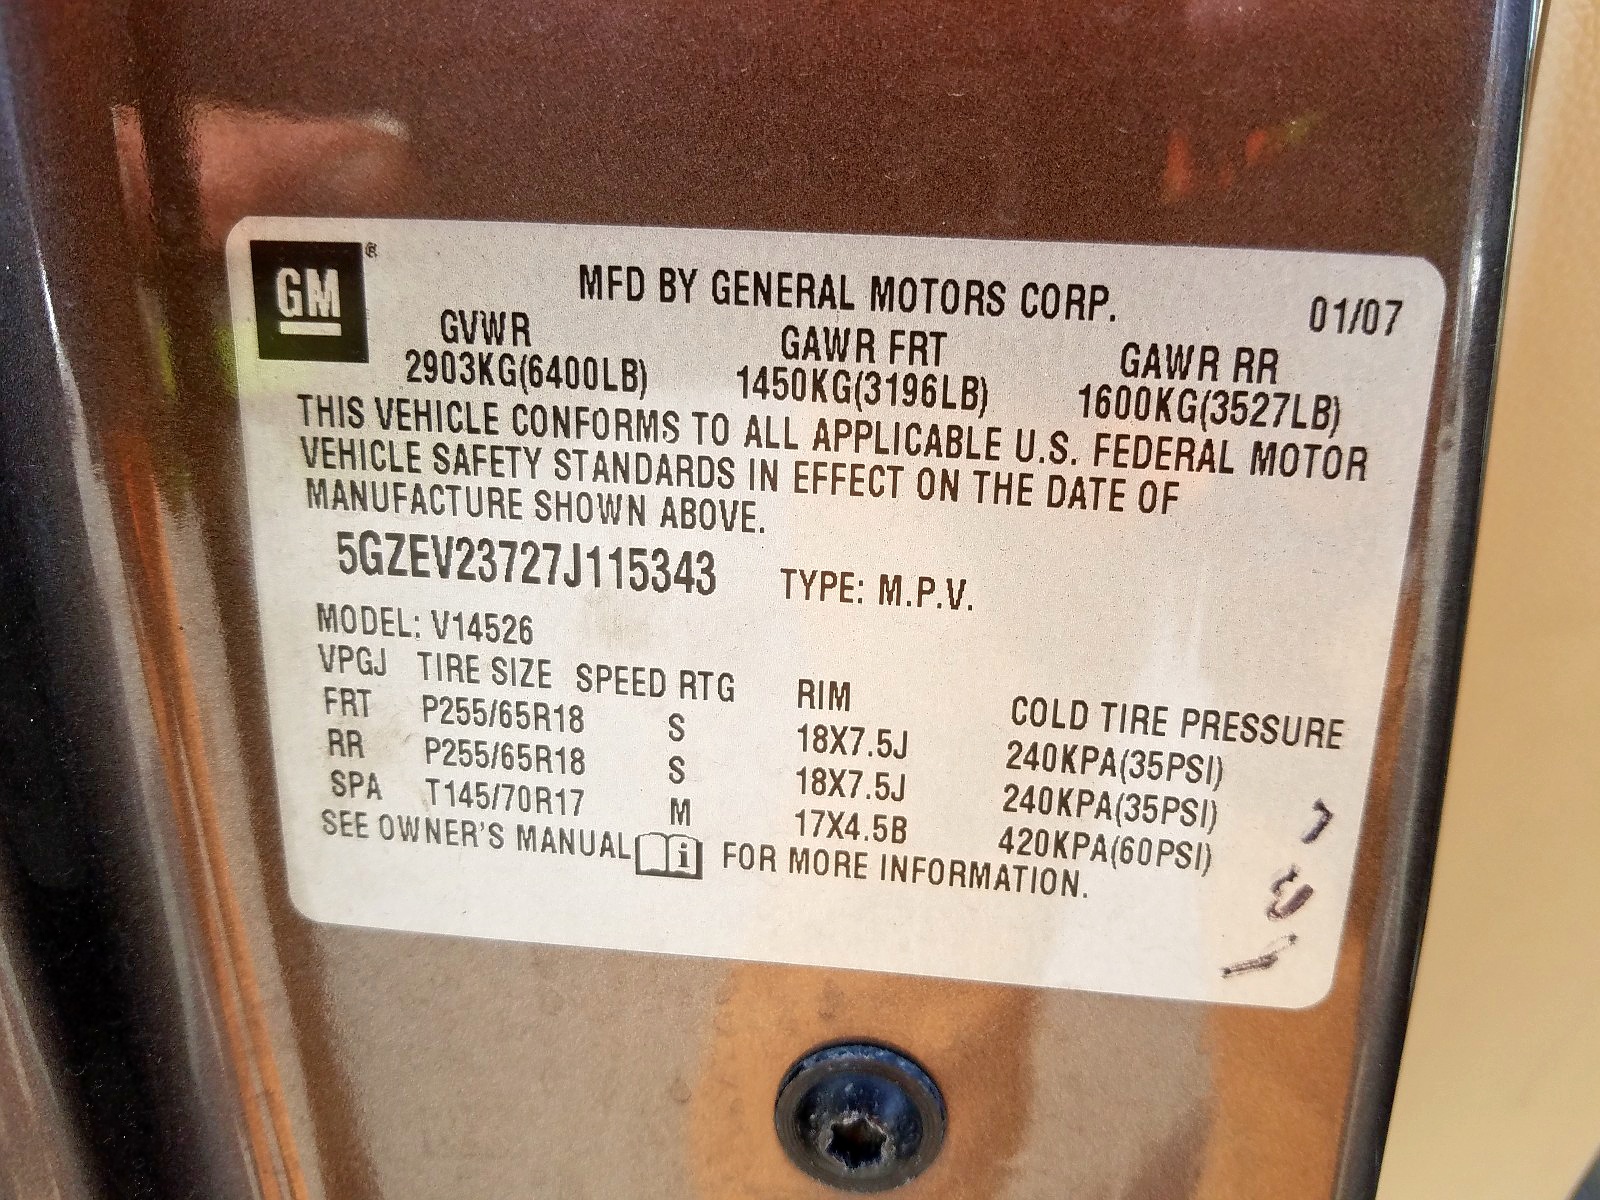 GM ®
MFD BY GENERAL MOTORS CORP. 01/07
GVWR GAWR FRT GAWR RR
2903KG(6400LB) 1450KG(3196LB) 1600KG(3527LB)
THIS VEHICLE CONFORMS TO ALL APPLICABLE U.S. FEDERAL MOTOR
VEHICLE SAFETY STANDARDS IN EFFECT ON THE DATE OF
MANUFACTURE SHOWN ABOVE.
5GZEV23727J115343 TYPE: M.P.V.
MODEL: V14526
VPGJ TIRE SIZE SPEED RTG RIM COLD TIRE PRESSURE
FRT P255/65R18 S 18X7.5J 240KPA(35PSI)
RR P255/65R18 S 18X7.5J 240KPA(35PSI)
SPA T145/70R17 M 17X4.5B 420KPA(60PSI)
SEE OWNER'S MANUAL i FOR MORE INFORMATION.